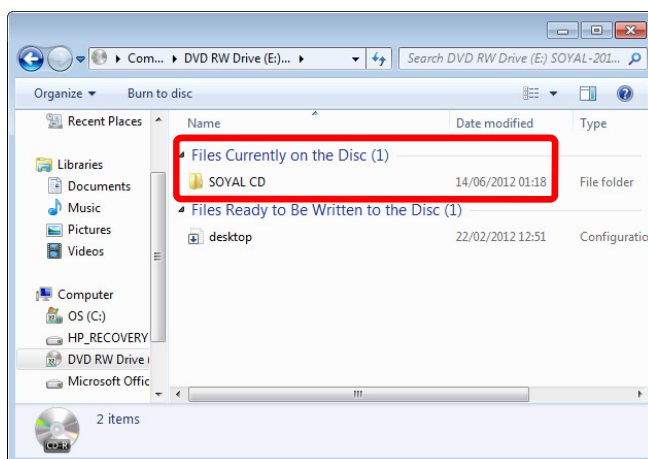 Com... DVD RW Drive (E:)... Search DVD RW Drive (E:) SOYAL-201...
Organize Burn to disc
Recent Places
Libraries
Documents
Music
Pictures
Videos
Computer
OS (C:)
HP_RECOVERY
DVD RW Drive (
Microsoft Offic
Name Date modified Type
Files Currently on the Disc (1)
SOYAL CD 14/06/2012 01:18 File folder
Files Ready to Be Written to the Disc (1)
desktop 22/02/2012 12:51 Configuratio
2 items
CD-R